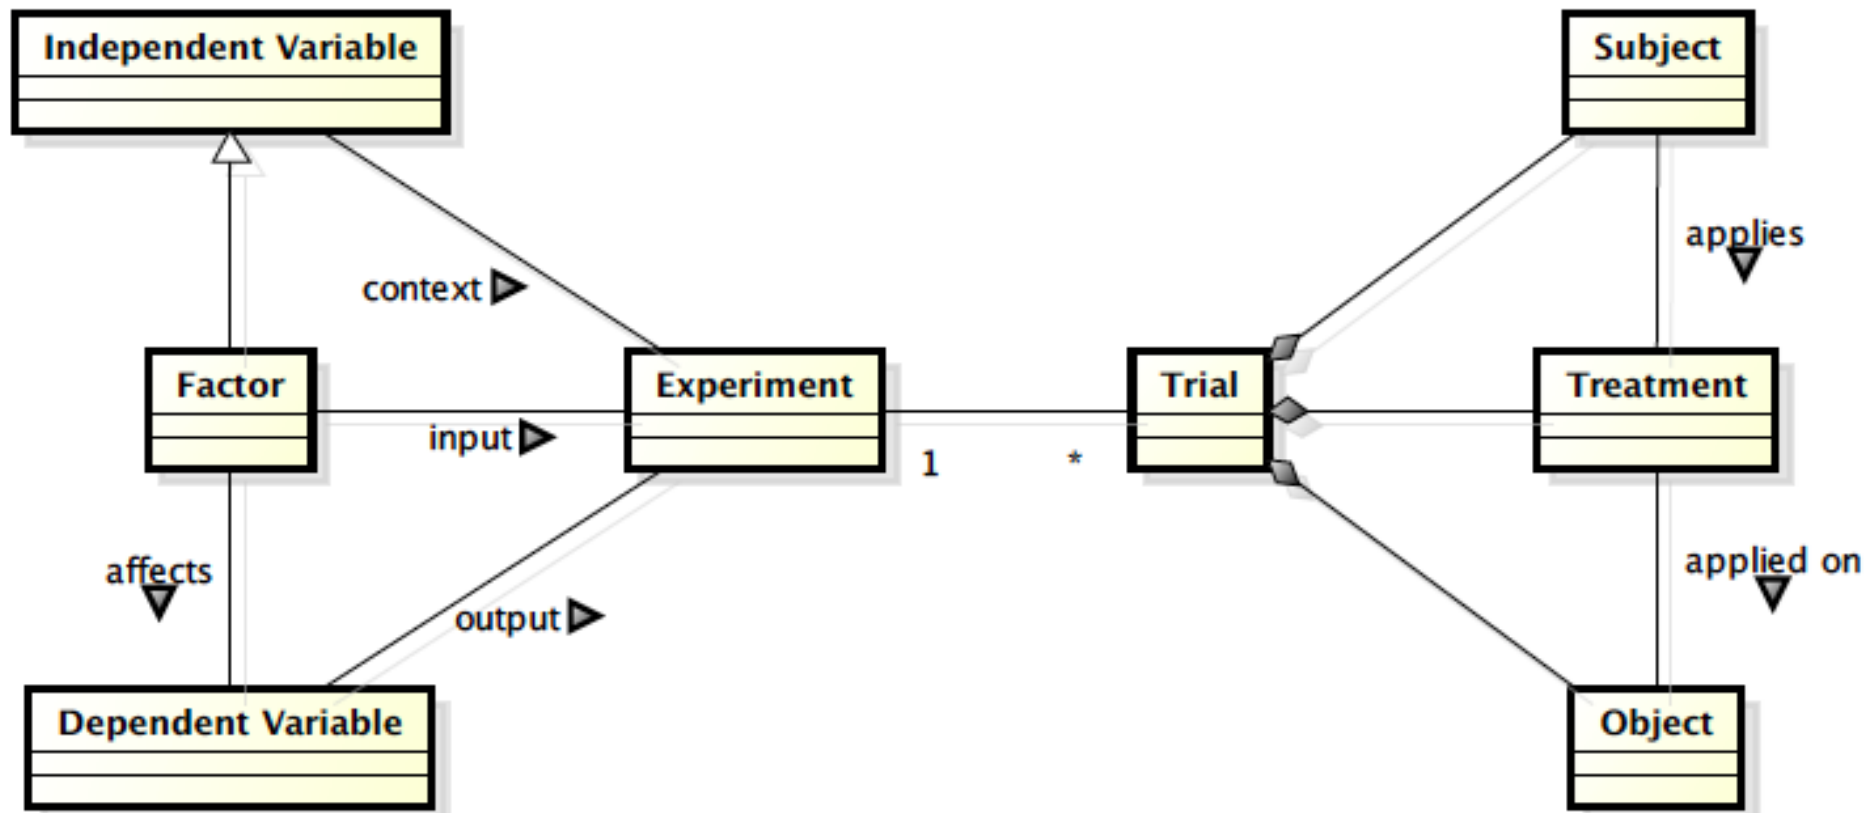 Independent Variable
Subject
applies
context
Factor
Experiment
Trial
Treatment
input
1
*
affects
output
applied on
Dependent Variable
Object